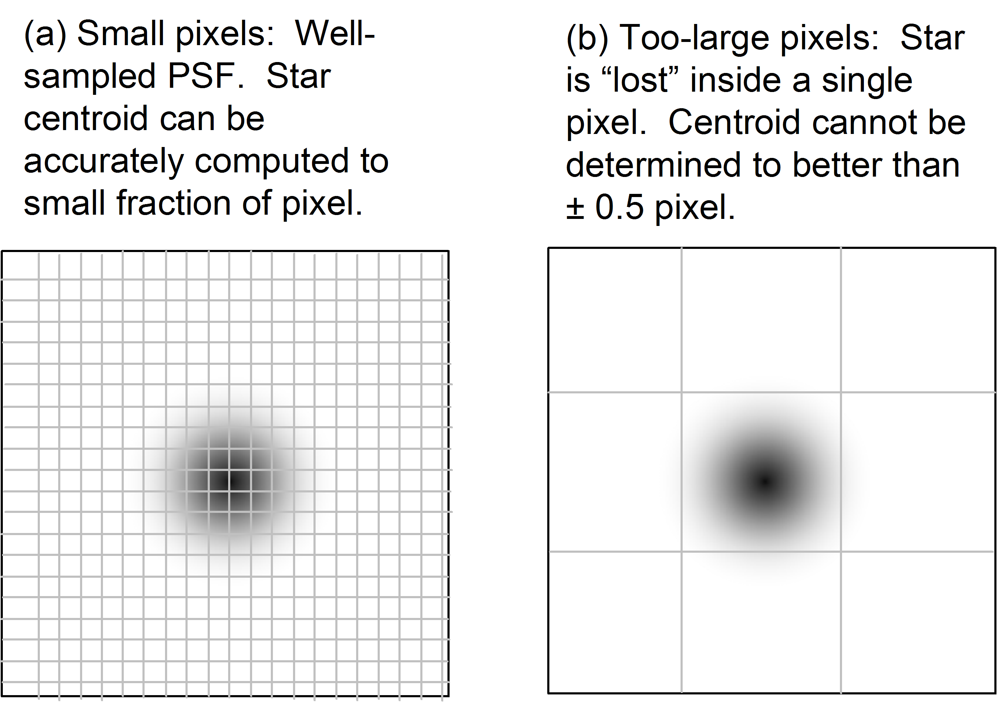 (a) Small pixels:  Well-
sampled PSF.  Star
centroid can be
accurately computed to
small fraction of pixel.
(b) Too-large pixels:  Star
is “lost” inside a single
pixel.  Centroid cannot be
determined to better than
± 0.5 pixel.